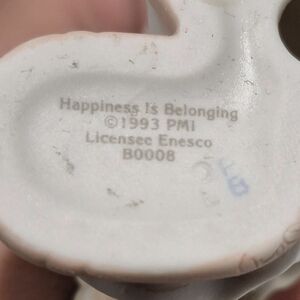 Happiness Is Belonging
©1993 PMI
Licensee Enesco
B0008